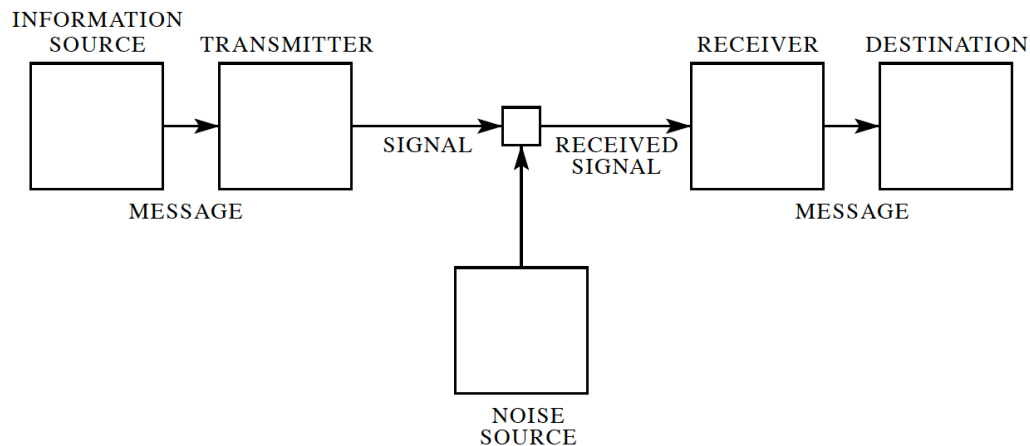 INFORMATION
SOURCE
TRANSMITTER
RECEIVER
DESTINATION
SIGNAL
RECEIVED
SIGNAL
MESSAGE
MESSAGE
NOISE
SOURCE